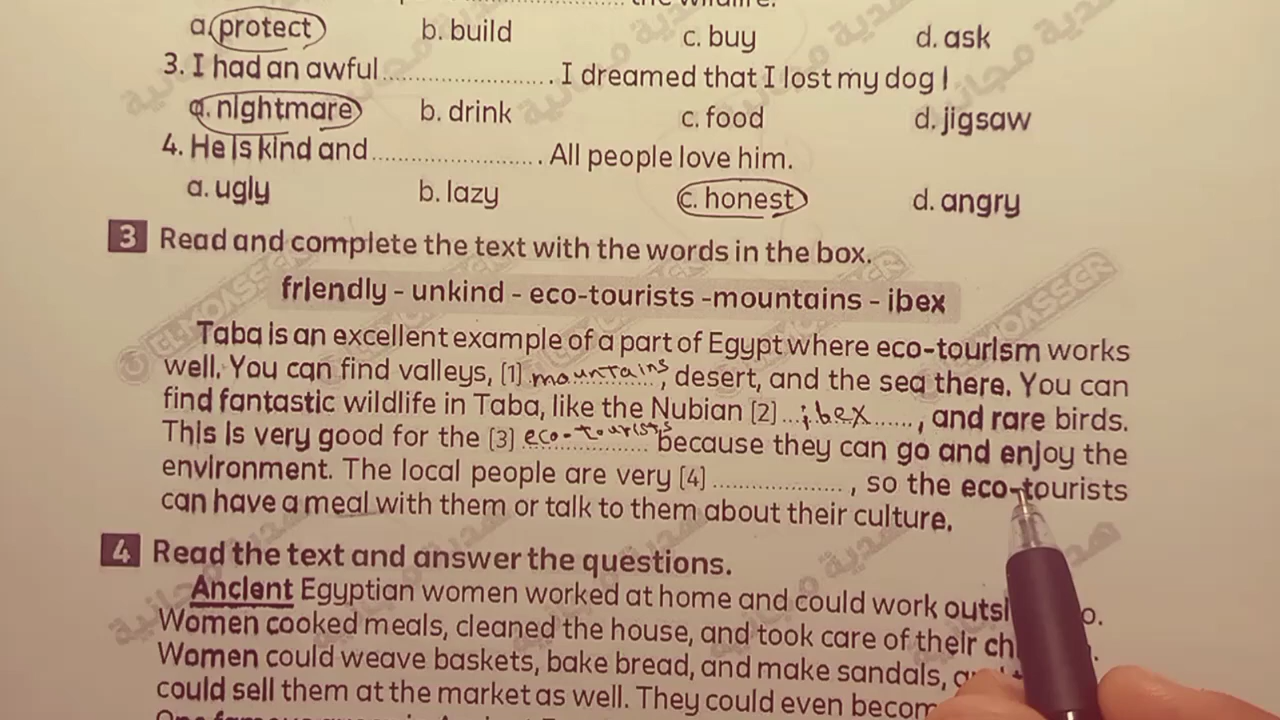 the wildlife.
a. protect b. build c. buy d. ask
3. I had an awful ........................ . I dreamed that I lost my dog !
a. nightmare b. drink c. food d. jigsaw
4. He is kind and ........................ . All people love him.
a. ugly b. lazy c. honest d. angry
3 Read and complete the text with the words in the box.
friendly - unkind - eco-tourists -mountains - ibex
Taba is an excellent example of a part of Egypt where eco-tourism works
well. You can find valleys, [1] mountains, desert, and the sea there. You can
find fantastic wildlife in Taba, like the Nubian [2] ...ibex......, and rare birds.
This is very good for the [3] eco-tourists because they can go and enjoy the
environment. The local people are very [4] .................... , so the eco-tourists
can have a meal with them or talk to them about their culture.
4 Read the text and answer the questions.
Ancient Egyptian women worked at home and could work
Women cooked meals, cleaned the house, and took care of their
Women could weave baskets, bake bread, and make sandals,
could sell them at the market as well. They could even
هدية مجانية
ELMOASSER
ELMOASSER